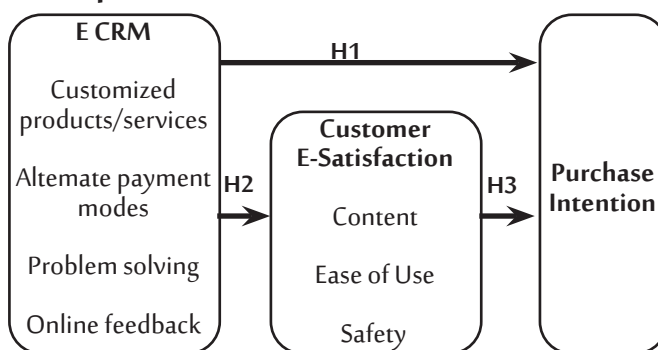 E CRM
H1
Customized
products/services
Customer
E-Satisfaction
Alternate payment
modes
H2
H3
Purchase
Intention
Content
Problem solving
Ease of Use
Online feedback
Safety